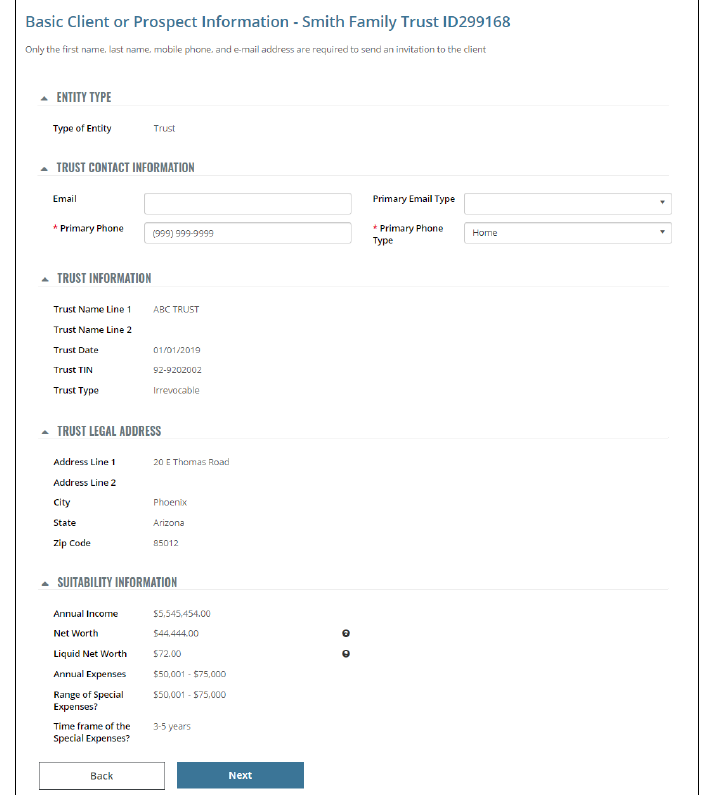 Basic Client or Prospect Information - Smith Family Trust ID299168
Only the first name, last name, mobile phone, and e-mail address are required to send an invitation to the client
ENTITY TYPE
Type of Entity Trust
TRUST CONTACT INFORMATION
Email Primary Email Type
* Primary Phone (999) 999-9999 * Primary Phone Type Home
TRUST INFORMATION
Trust Name Line 1 ABC TRUST
Trust Name Line 2
Trust Date 01/01/2019
Trust TIN 92-9202002
Trust Type Irrevocable
TRUST LEGAL ADDRESS
Address Line 1 20 E Thomas Road
Address Line 2
City Phoenix
State Arizona
Zip Code 85012
SUITABILITY INFORMATION
Annual Income $5,545,454.00
Net Worth $44,444.00
Liquid Net Worth $72.00
Annual Expenses $50,001 - $75,000
Range of Special $50,001 - $75,000
Expenses?
Time frame of the 3-5 years
Special Expenses?
Back Next